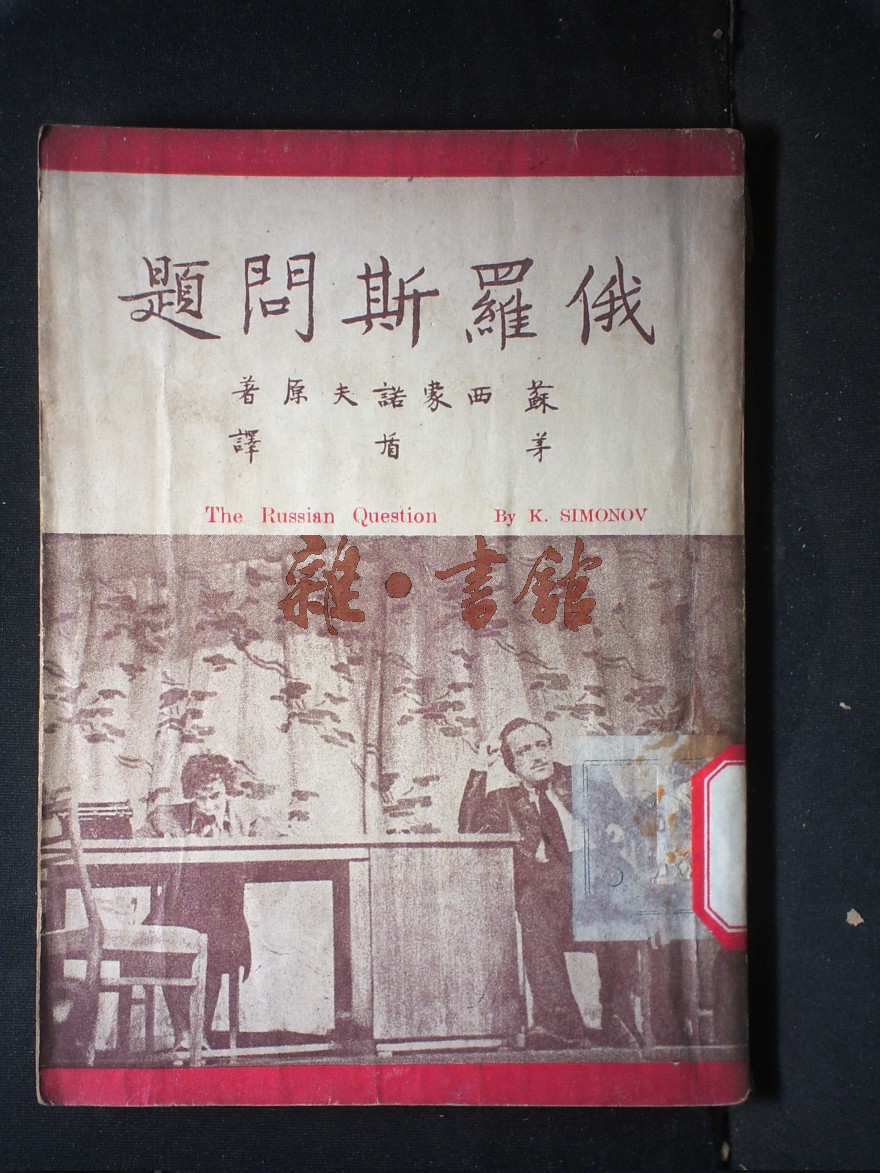 俄羅斯問題
蘇西蒙諾夫原著
茅盾譯
The Russian Question By K. SIMONOV
雜·書館